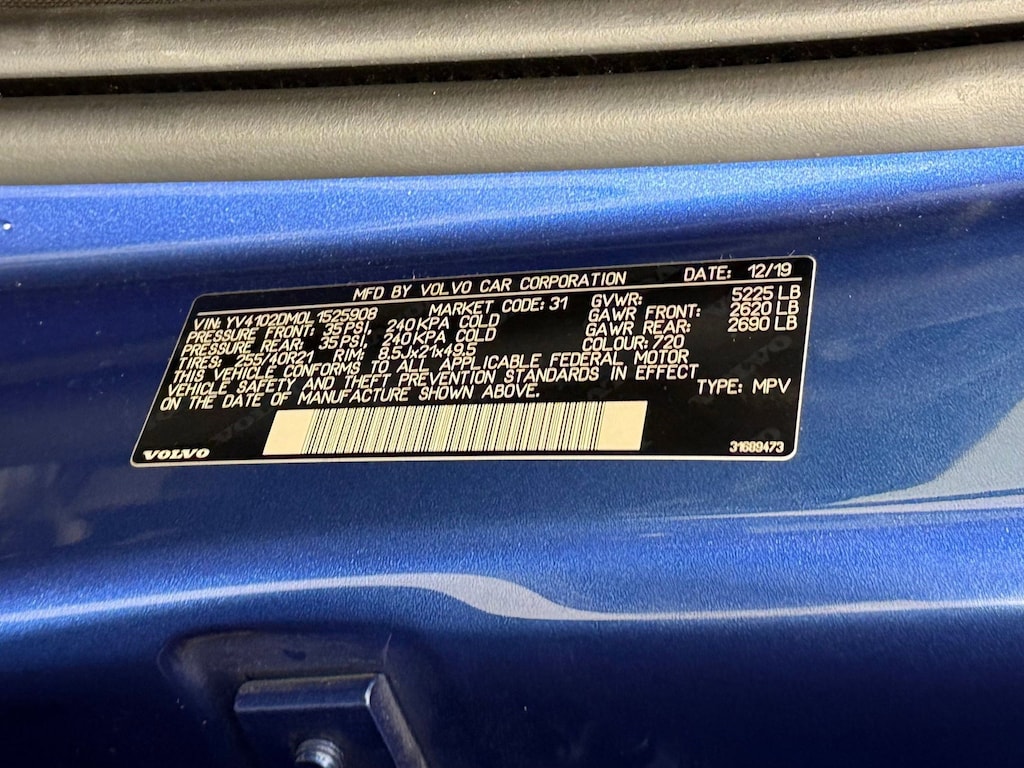 MFD BY VOLVO CAR CORPORATION DATE: 12/19
VIN: YV4102DM0L1525908 MARKET CODE: 31 GVWR: 5225 LB
PRESSURE FRONT: 35 PSI, 240 KPA COLD GAWR FRONT: 2620 LB
PRESSURE REAR: 35 PSI, 240 KPA COLD GAWR REAR: 2690 LB
TIRES: 255/40R21 RIM: 8.5Jx21x49.5 COLOUR: 720
THIS VEHICLE CONFORMS TO ALL APPLICABLE FEDERAL MOTOR
VEHICLE SAFETY AND THEFT PREVENTION STANDARDS IN EFFECT
ON THE DATE OF MANUFACTURE SHOWN ABOVE. TYPE: MPV
VOLVO 31689473